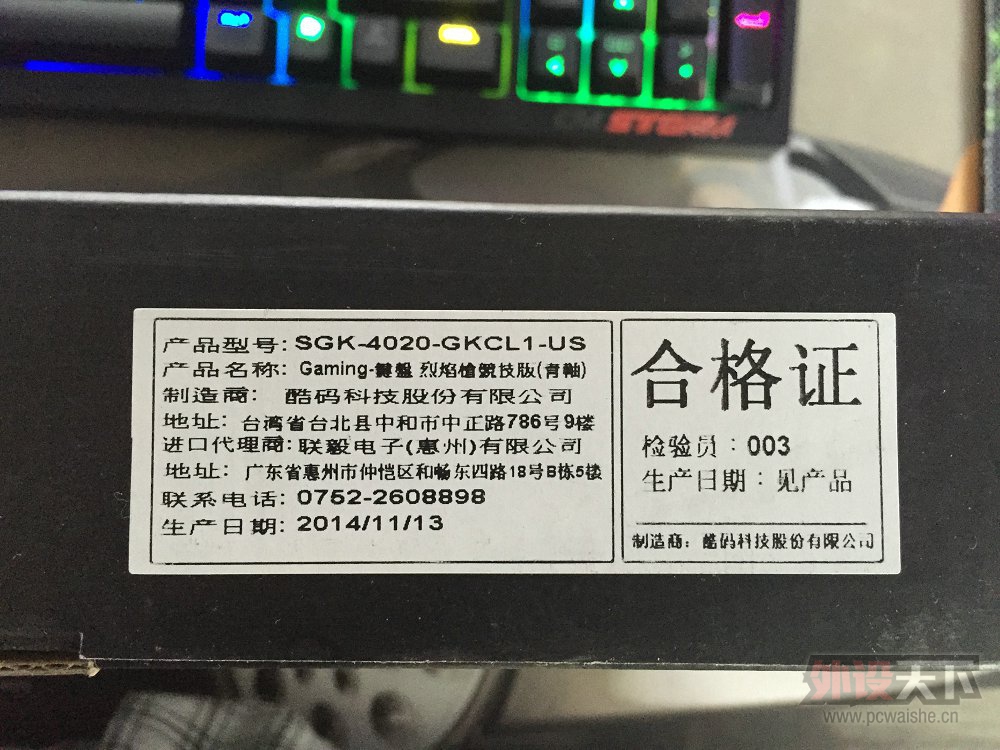 产品型号: SGK-4020-GKCL1-US
产品名称: Gaming-鍵盤 烈焰槍競技版(青軸)
制造商: 酷码科技股份有限公司
地址: 台湾省台北县中和市中正路786号9楼
进口代理商: 联毅电子(惠州)有限公司
地址: 广东省惠州市仲恺区和畅东四路18号B栋5楼
联系电话: 0752-2608898
生产日期: 2014/11/13
合格证
检验员: 003
生产日期: 见产品
制造商: 酷码科技股份有限公司
外设天下
www.pcwaishe.cn